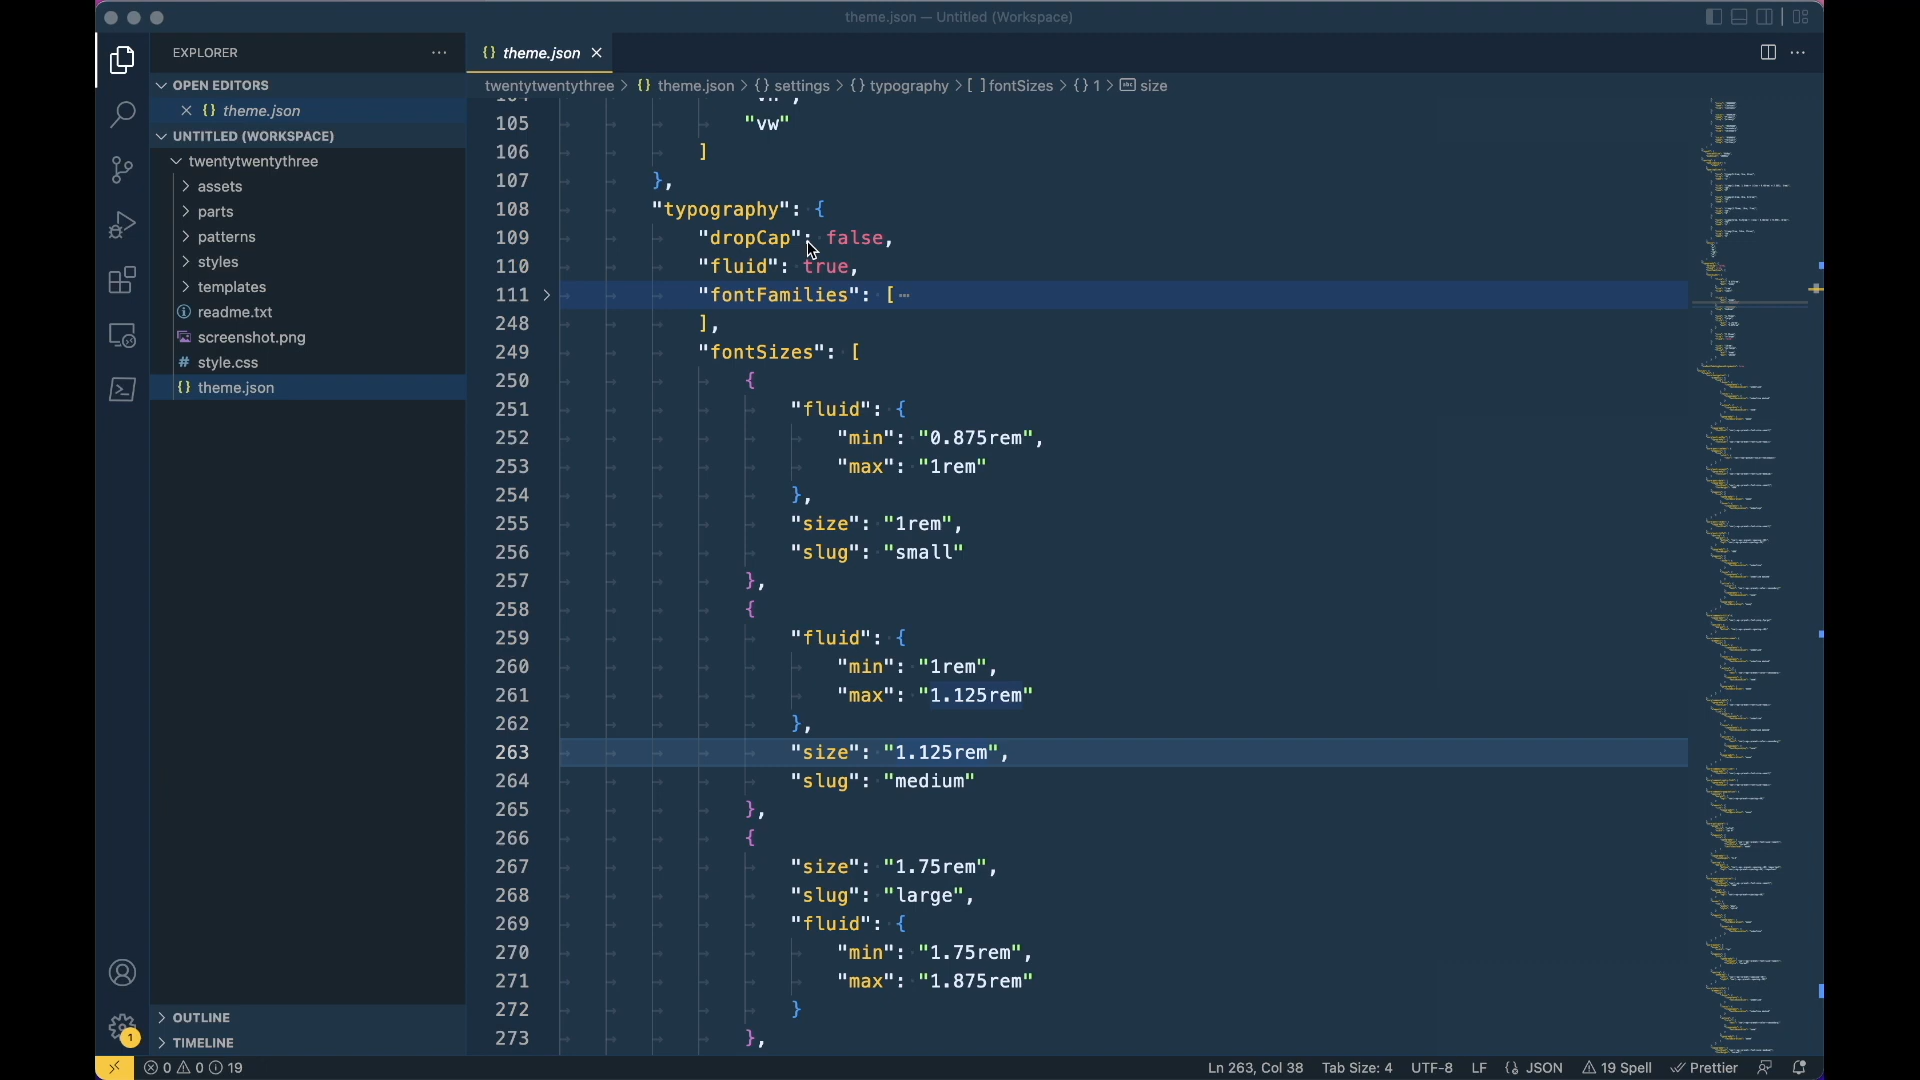 theme.json — Untitled (Workspace)
EXPLORER
OPEN EDITORS
theme.json
UNTITLED (WORKSPACE)
twentytwentythree
assets
parts
patterns
styles
templates
readme.txt
screenshot.png
# style.css
{} theme.json
OUTLINE
TIMELINE
{} theme.json
twentytwentythree > {} theme.json > {} settings > {} typography > [ ] fontSizes > {} 1 > size
105 "vw"
106 ]
107 },
108 "typography": {
109 "dropCap": false,
110 "fluid": true,
111 "fontFamilies": [
248 ],
249 "fontSizes": [
250 {
251 "fluid": {
252 "min": "0.875rem",
253 "max": "1rem"
254 },
255 "size": "1rem",
256 "slug": "small"
257 },
258 {
259 "fluid": {
260 "min": "1rem",
261 "max": "1.125rem"
262 },
263 "size": "1.125rem",
264 "slug": "medium"
265 },
266 {
267 "size": "1.75rem",
268 "slug": "large",
269 "fluid": {
270 "min": "1.75rem",
271 "max": "1.875rem"
272 }
273 },
1
0 0 19
Ln 263, Col 38 Tab Size: 4 UTF-8 LF {} JSON 19 Spell Prettier